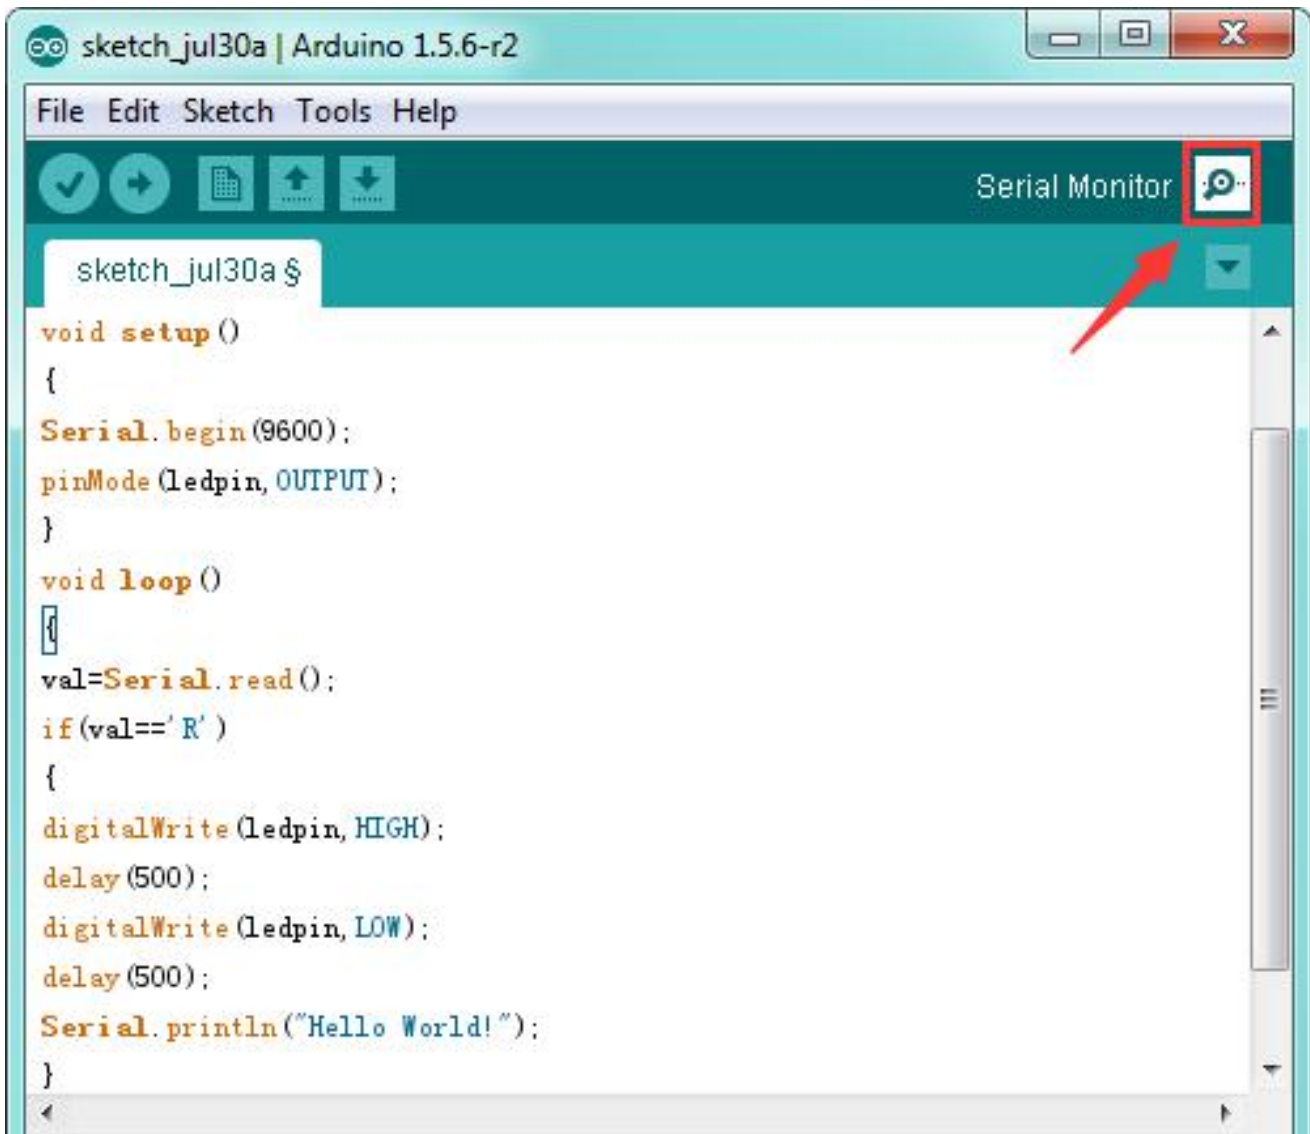 sketch_jul30a | Arduino 1.5.6-r2
File Edit Sketch Tools Help
Serial Monitor
sketch_jul30a §
void setup()
{
Serial.begin(9600);
pinMode(ledpin,OUTPUT);
}
void loop()
{
val=Serial.read();
if(val=='R')
{
digitalWrite(ledpin,HIGH);
delay(500);
digitalWrite(ledpin,LOW);
delay(500);
Serial.println("Hello World!");
}